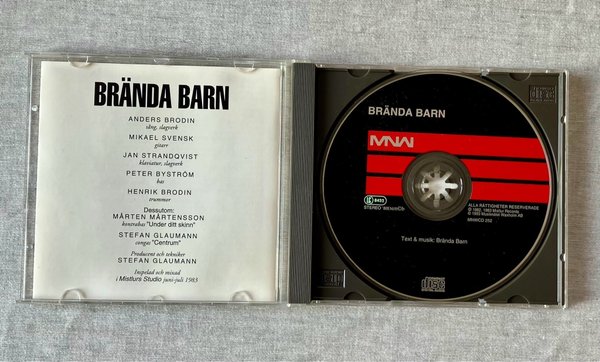 BRÄNDA BARN
ANDERS BRODIN
sång, slagverk
MIKAEL SVENSK
gitarr
JAN STRANDQVIST
klaviatur, slagverk
PETER BYSTRÖM
bas
HENRIK BRODIN
trummor
Dessutom:
MÅRTEN MÅRTENSSON
kontrabas "Under ditt skinn"
STEFAN GLAUMANN
congas "Centrum"
Producent och tekniker
STEFAN GLAUMANN
Inspelad och mixad
i Mistlurs Studio juni-juli 1983
BRÄNDA BARN
MNW
STEREO
ALLA RÄTTIGHETER RESERVERADE
MNWCD 252
Text & musik: Brända Barn